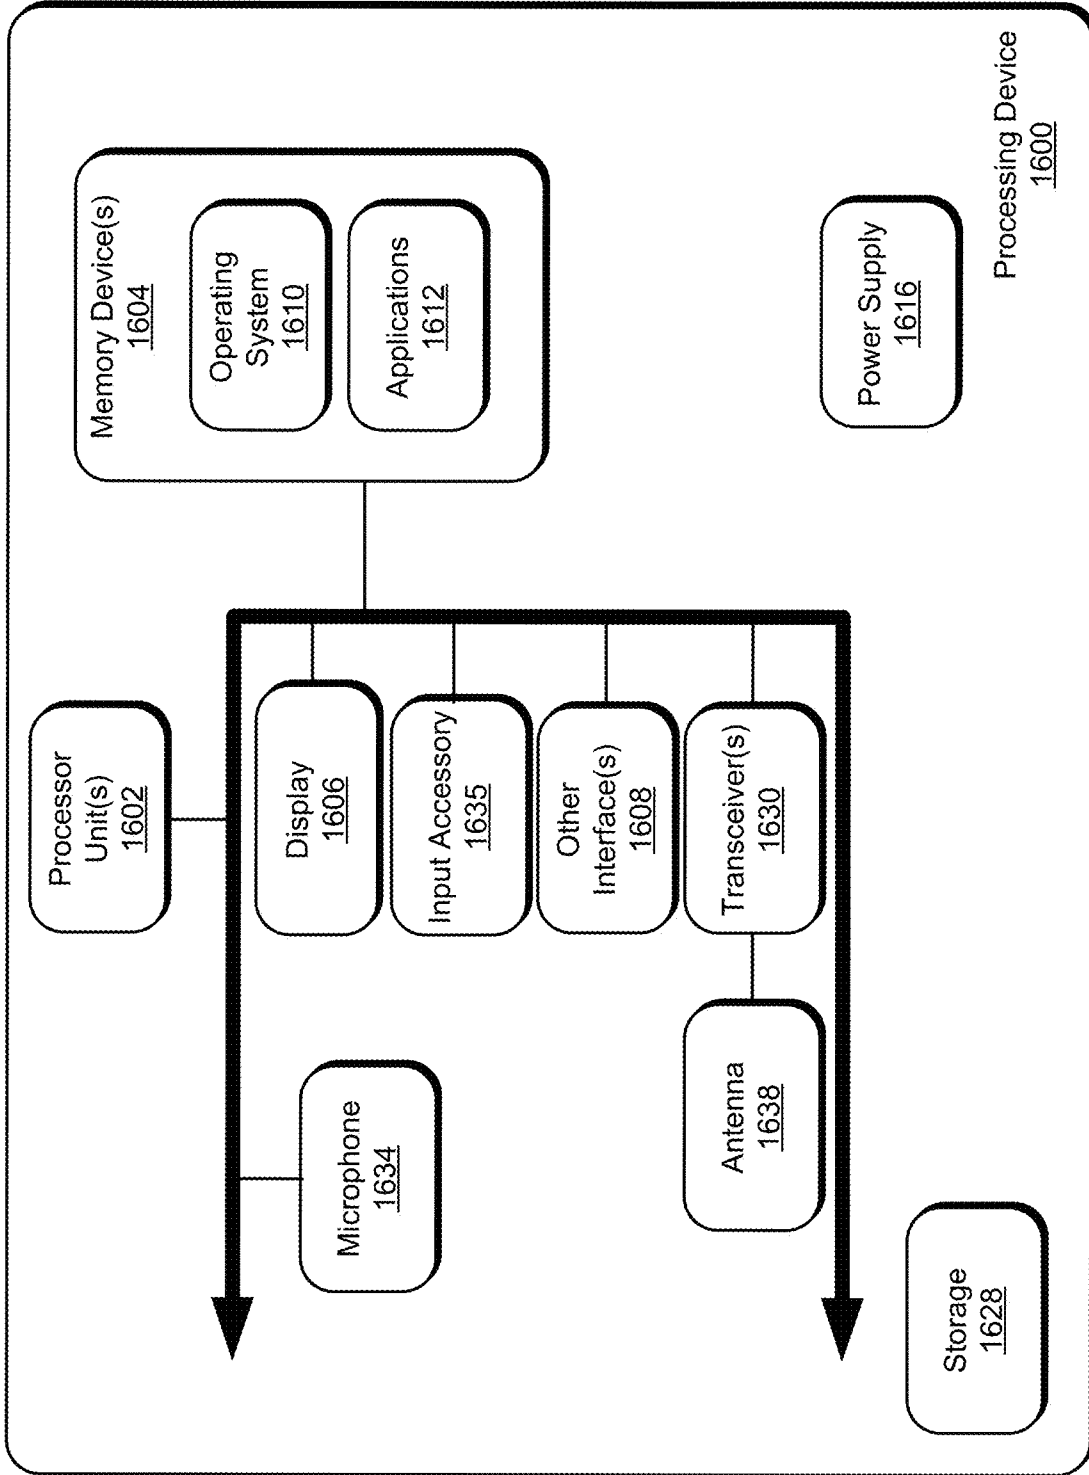 Memory Device(s)
1604
Operating
System
1610
Applications
1612
Processor
Unit(s)
1602
Display
1606
Input Accessory
1635
Other
Interface(s)
1608
Transceiver(s)
1630
Microphone
1634
Antenna
1638
Storage
1628
Power Supply
1616
Processing Device
1600